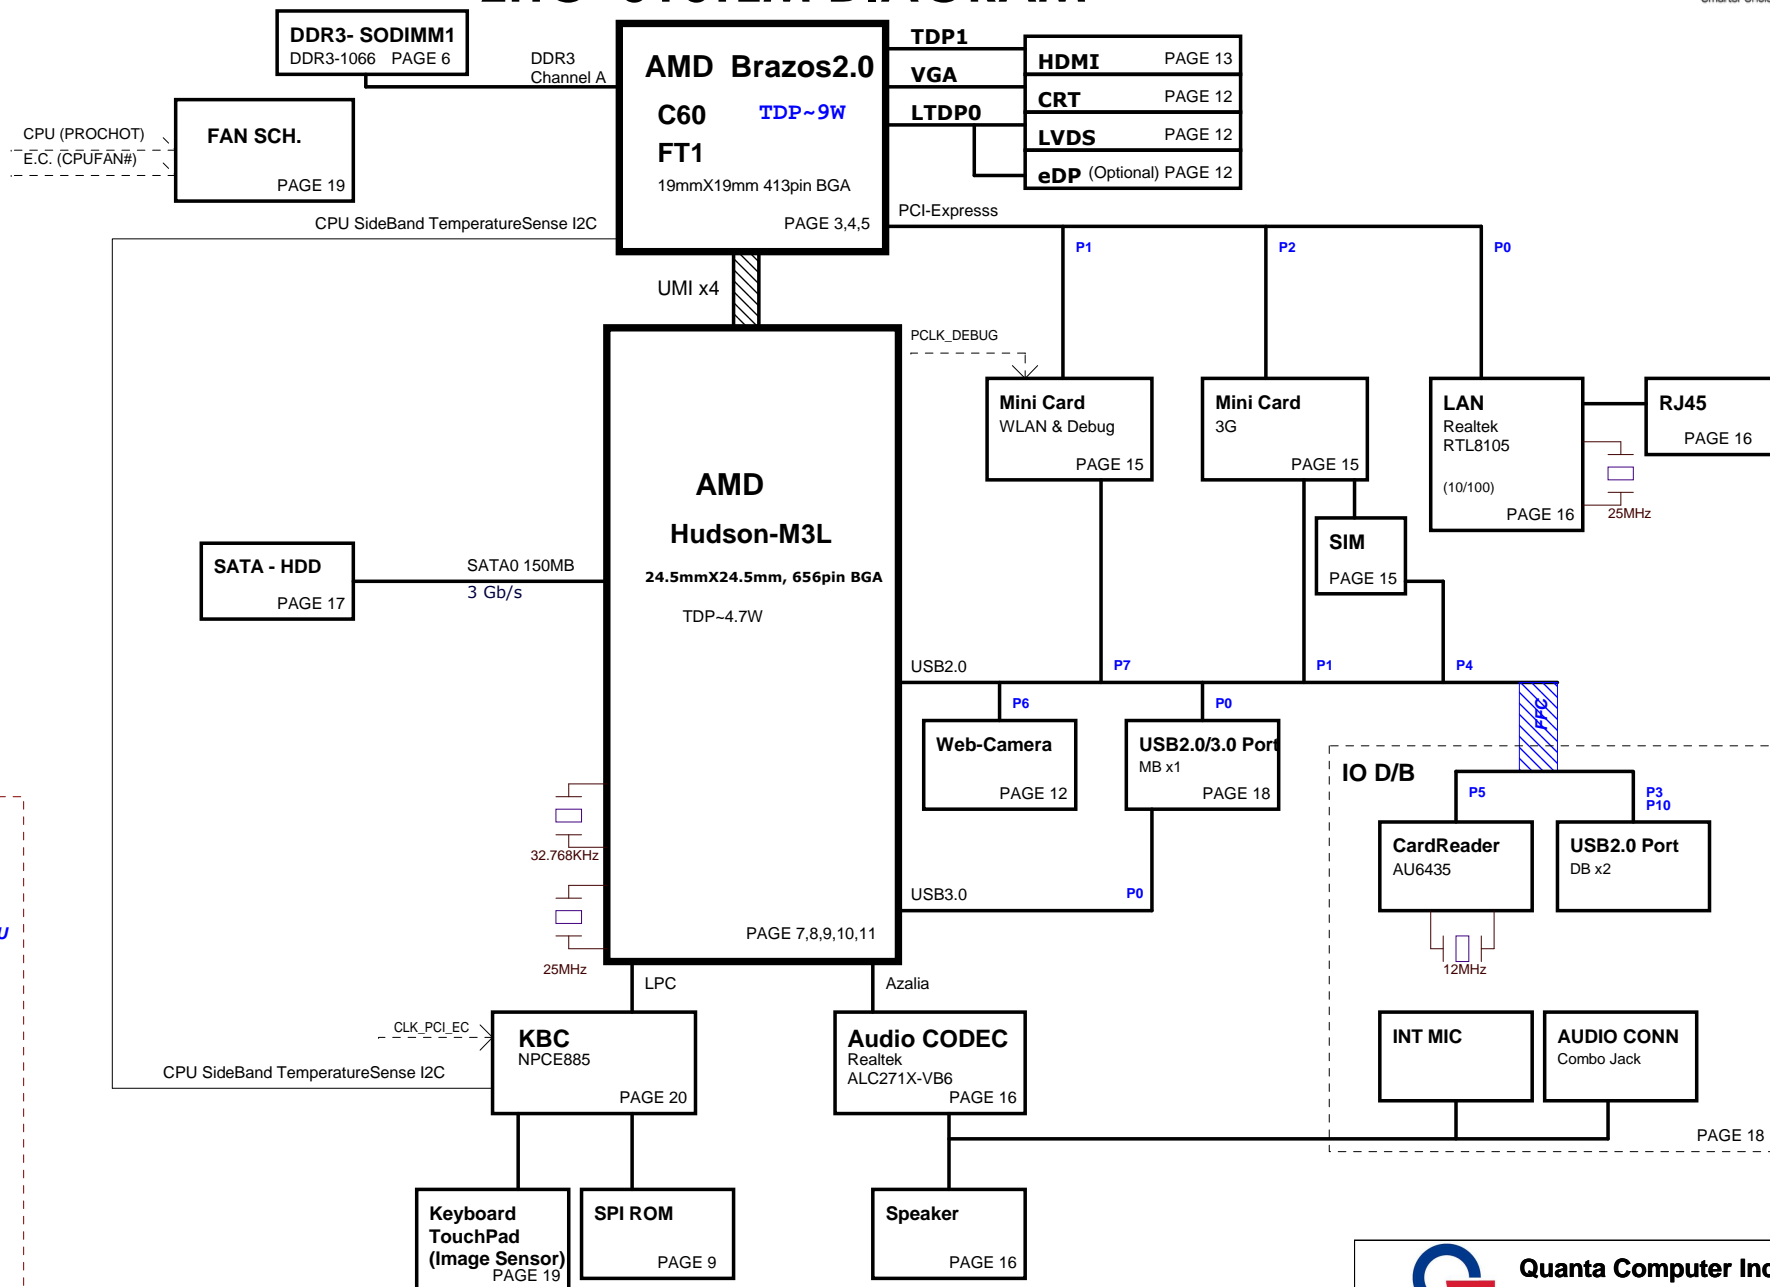 DDR3- SODIMM1
DDR3-1066 PAGE 6
DDR3
Channel A
AMD Brazos2.0
C60 TDP~9W
FT1
19mmX19mm 413pin BGA
PAGE 3,4,5
TDP1
VGA
LTDP0
HDMI PAGE 13
CRT PAGE 12
LVDS PAGE 12
eDP (Optional) PAGE 12
CPU (PROCHOT)
E.C. (CPUFAN#)
FAN SCH.
PAGE 19
CPU SideBand TemperatureSense I2C
PCI-Expresss
P1
P2
P0
UMI x4
PCLK_DEBUG
Mini Card
WLAN & Debug
PAGE 15
Mini Card
3G
PAGE 15
LAN
Realtek
RTL8105
(10/100)
PAGE 16
RJ45
PAGE 16
25MHz
SIM
PAGE 15
AMD
Hudson-M3L
24.5mmX24.5mm, 656pin BGA
TDP~4.7W
PAGE 7,8,9,10,11
SATA - HDD
PAGE 17
SATA0 150MB
3 Gb/s
USB2.0
P7
P1
P4
P6
P0
FFC
Web-Camera
PAGE 12
USB2.0/3.0 Port
MB x1
PAGE 18
IO D/B
P5
P3
P10
CardReader
AU6435
USB2.0 Port
DB x2
12MHz
32.768KHz
25MHz
USB3.0
P0
U
LPC
Azalia
CLK_PCI_EC
KBC
NPCE885
PAGE 20
CPU SideBand TemperatureSense I2C
Audio CODEC
Realtek
ALC271X-VB6
PAGE 16
INT MIC
AUDIO CONN
Combo Jack
PAGE 18
Keyboard
TouchPad
(Image Sensor)
PAGE 19
SPI ROM
PAGE 9
Speaker
PAGE 16
Quanta Computer Inc